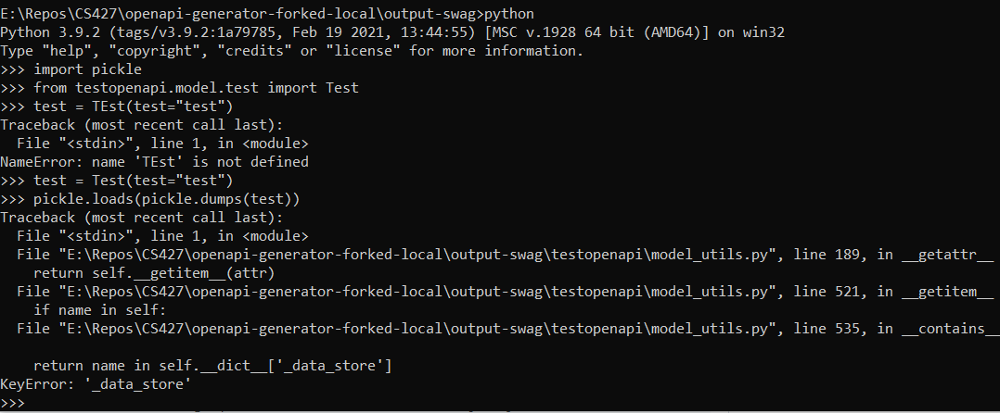 E:\Repos\CS427\openapi-generator-forked-local\output-swag>python
Python 3.9.2 (tags/v3.9.2:1a79785, Feb 19 2021, 13:44:55) [MSC v.1928 64 bit (AMD64)] on win32
Type "help", "copyright", "credits" or "license" for more information.
>>> import pickle
>>> from testopenapi.model.test import Test
>>> test = TEst(test="test")
Traceback (most recent call last):
  File "<stdin>", line 1, in <module>
NameError: name 'TEst' is not defined
>>> test = Test(test="test")
>>> pickle.loads(pickle.dumps(test))
Traceback (most recent call last):
  File "<stdin>", line 1, in <module>
  File "E:\Repos\CS427\openapi-generator-forked-local\output-swag\testopenapi\model_utils.py", line 189, in __getattr__
    return self.__getitem__(attr)
  File "E:\Repos\CS427\openapi-generator-forked-local\output-swag\testopenapi\model_utils.py", line 521, in __getitem__
    if name in self:
  File "E:\Repos\CS427\openapi-generator-forked-local\output-swag\testopenapi\model_utils.py", line 535, in __contains__
    return name in self.__dict__['_data_store']
KeyError: '_data_store'
>>>